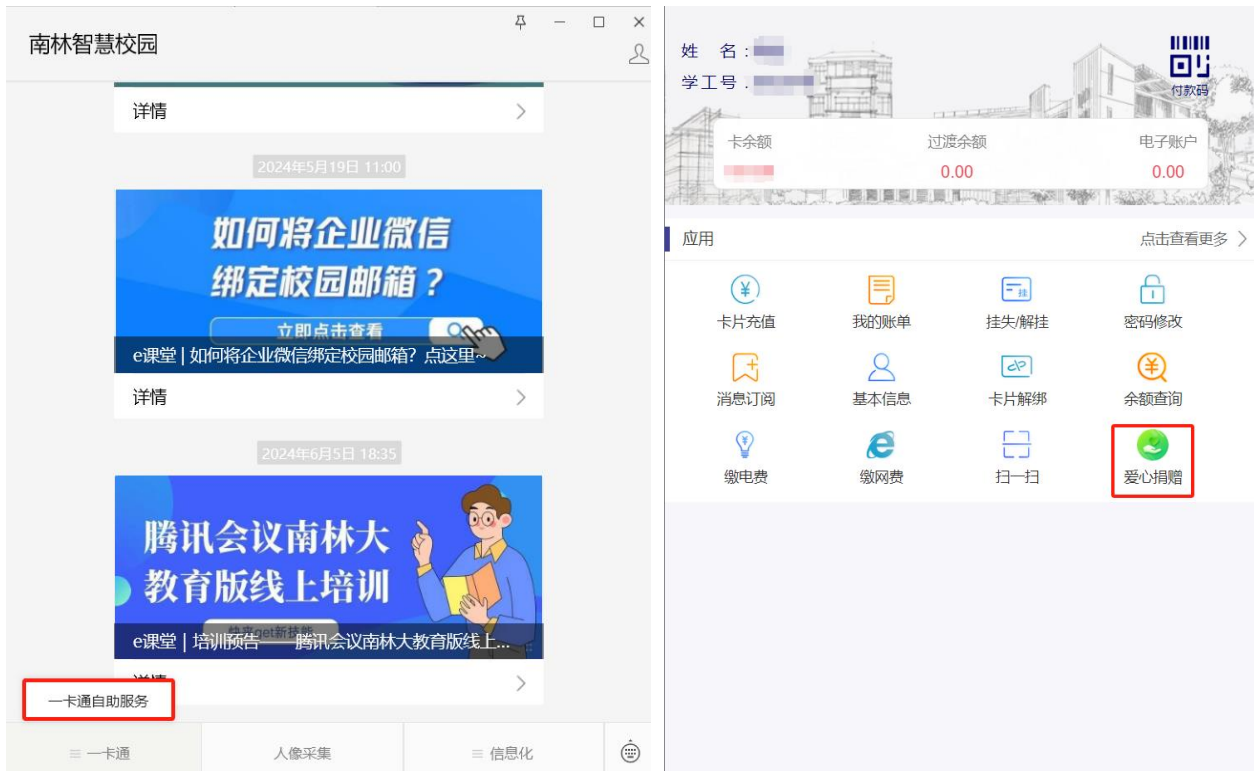 南林智慧校园
详情
2024年5月19日 11:00
如何将企业微信
绑定校园邮箱？
立即点击查看
e课堂 | 如何将企业微信绑定校园邮箱？点这里~
详情
2024年6月5日 18:35
腾讯会议南林大
教育版线上培训
e课堂 | 培训预告——腾讯会议南林大教育版线上...
详情
一卡通自助服务
一卡通
人像采集
信息化
姓 名：
学工号：
付款码
卡余额 过渡余额 电子账户
0.00 0.00
应用 点击查看更多
卡片充值 我的账单 挂失/解挂 密码修改
消息订阅 基本信息 卡片解绑 余额查询
缴电费 缴网费 扫一扫 爱心捐赠